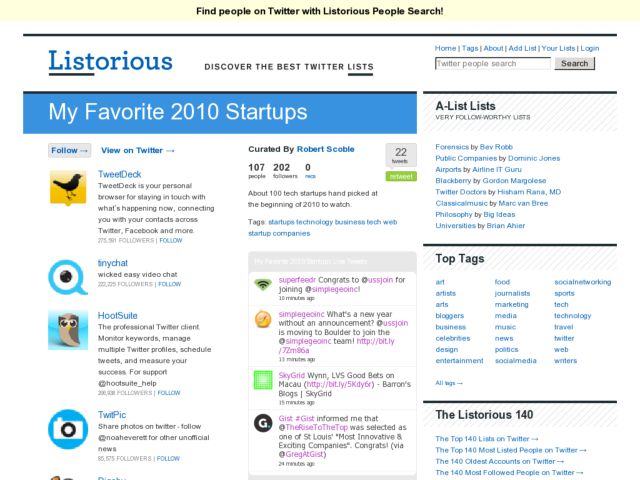 Find people on Twitter with Listorious People Search!
Listorious
DISCOVER THE BEST TWITTER LISTS
Home | Tags | About | Add List | Your Lists | Login
Twitter people search
Search
My Favorite 2010 Startups
Follow →
View on Twitter →
TweetDeck
TweetDeck is your personal
browser for staying in touch with
what's happening now, connecting
you with your contacts across
Twitter, Facebook and more.
275,591 FOLLOWERS | FOLLOW
tinychat
wicked easy video chat
222,225 FOLLOWERS | FOLLOW
HootSuite
The professional Twitter client.
Monitor keywords, manage
multiple Twitter profiles, schedule
tweets, and measure your
success. For support
@hootsuite_help
296,938 FOLLOWERS | FOLLOW
TwitPic
Share photos on twitter - follow
@noaheverett for other unofficial
news
85,575 FOLLOWERS | FOLLOW
Curated By Robert Scoble
107 people
202 followers
0 recs
22
tweets
retweet
About 100 tech startups hand picked at
the beginning of 2010 to watch.
Tags: startups technology business tech web
startup companies
My Favorite 2010 Startups Live Tweets
superfeedr Congrats to @ussjoin for
joining @simplegeoinc!
10 minutes ago
simplegeoinc What's a new year
without an announcement? @ussjoin
is moving to Boulder to join the
@simplegeoinc team! http://bit.ly
/7Zm86a
13 minutes ago
SkyGrid Wynn, LVS Good Bets on
Macau (http://bit.ly/5Kdy6r) - Barron's
Blogs | SkyGrid
15 minutes ago
Gist #Gist informed me that
@TheRiseToTheTop was selected as
one of St Louis' "Most Innovative &
Exciting Companies". Congrats! (via
@GregAtGist)
24 minutes ago
A-List Lists
VERY FOLLOW-WORTHY LISTS
Forensics by Bev Robb
Public Companies by Dominic Jones
Airports by Airline IT Guru
Blackberry by Gordon Margolese
Twitter Doctors by Hisham Rana, MD
Classicalmusic by Marc van Bree
Philosophy by Big Ideas
Universities by Brian Ahier
Top Tags
art food socialnetworking
artists journalists sports
arts marketing tech
bloggers media technology
business music travel
celebrities news twitter
design politics web
entertainment socialmedia writers
All tags →
The Listorious 140
The Top 140 Lists on Twitter →
The Top 140 Most Listed People on Twitter →
The 140 Oldest Accounts on Twitter →
The 140 Most Followed People on Twitter →